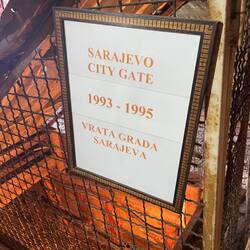 SARAJEVO
CITY GATE
1993 - 1995
VRATA GRADA
SARAJEVA